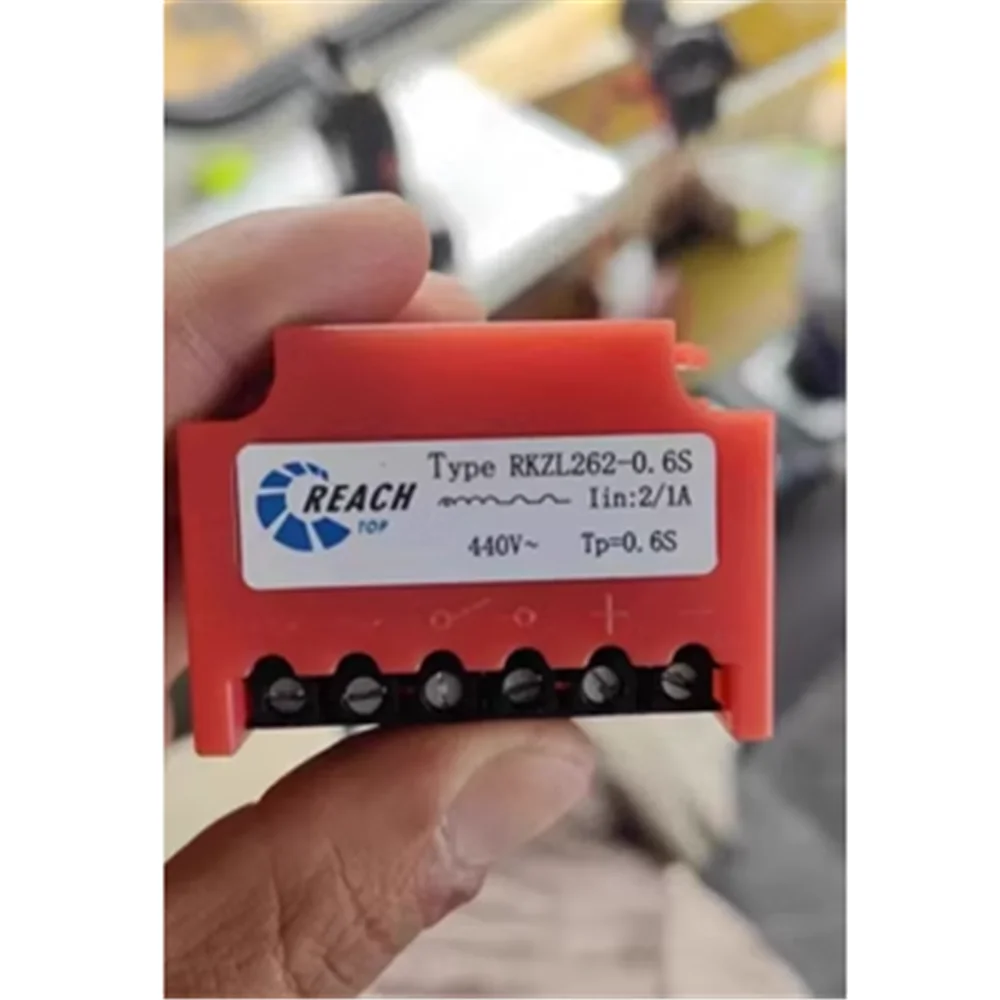 REACH
TOP
Type RKZL262-0.6S
Iin:2/1A
440V~ Tp=0.6S
+ −